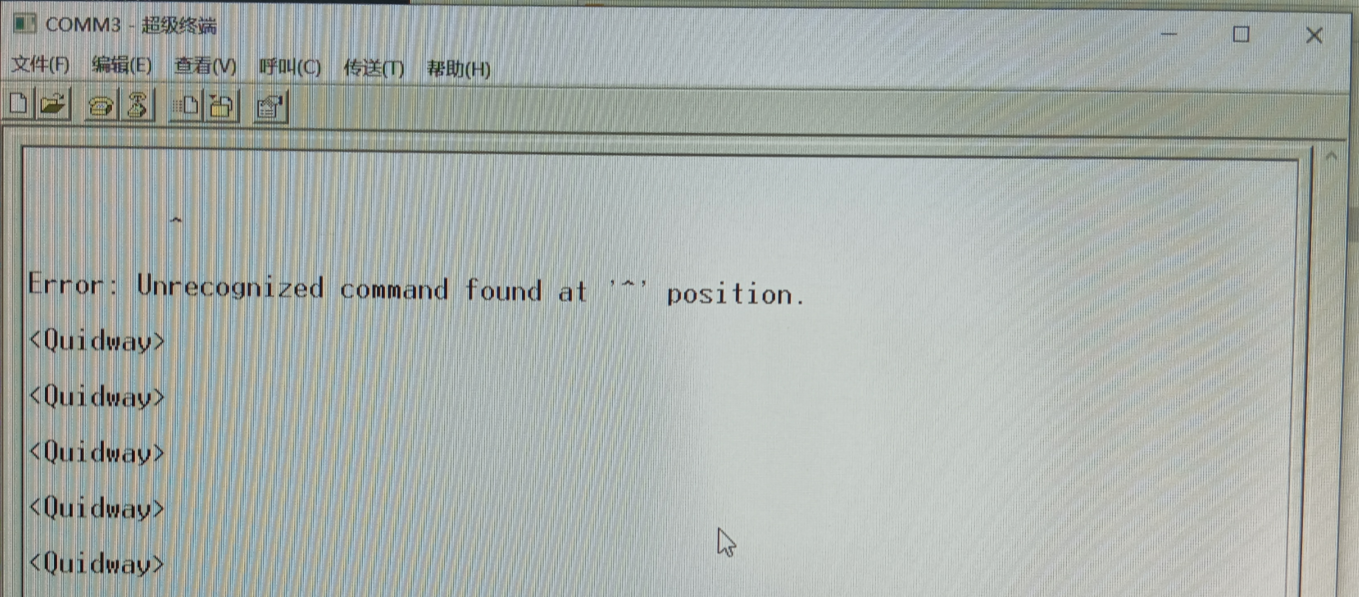 COMM3 - 超级终端
文件(F) 编辑(E) 查看(V) 呼叫(C) 传送(T) 帮助(H)
^
Error: Unrecognized command found at '^' position.
<Quidway>
<Quidway>
<Quidway>
<Quidway>
<Quidway>